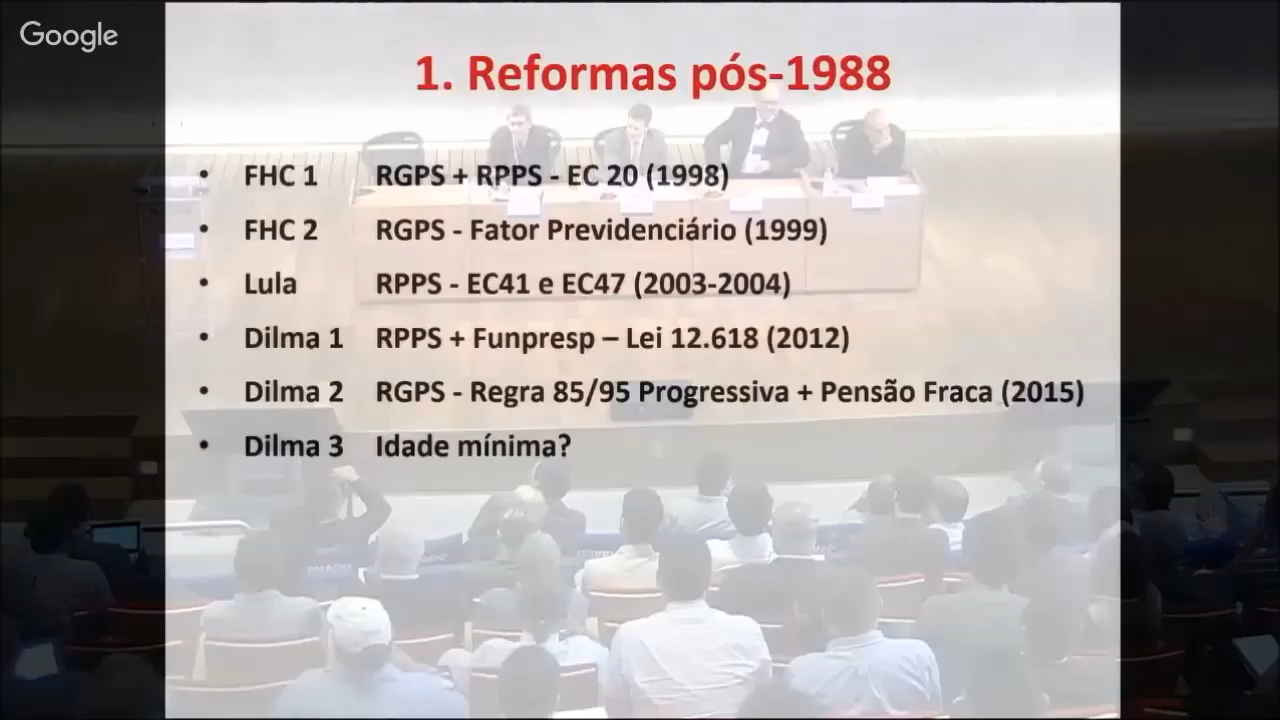 Google
1. Reformas pós-1988
• FHC 1 RGPS + RPPS - EC 20 (1998)
• FHC 2 RGPS - Fator Previdenciário (1999)
• Lula RPPS - EC41 e EC47 (2003-2004)
• Dilma 1 RPPS + Funpresp – Lei 12.618 (2012)
• Dilma 2 RGPS - Regra 85/95 Progressiva + Pensão Fraca (2015)
• Dilma 3 Idade mínima?